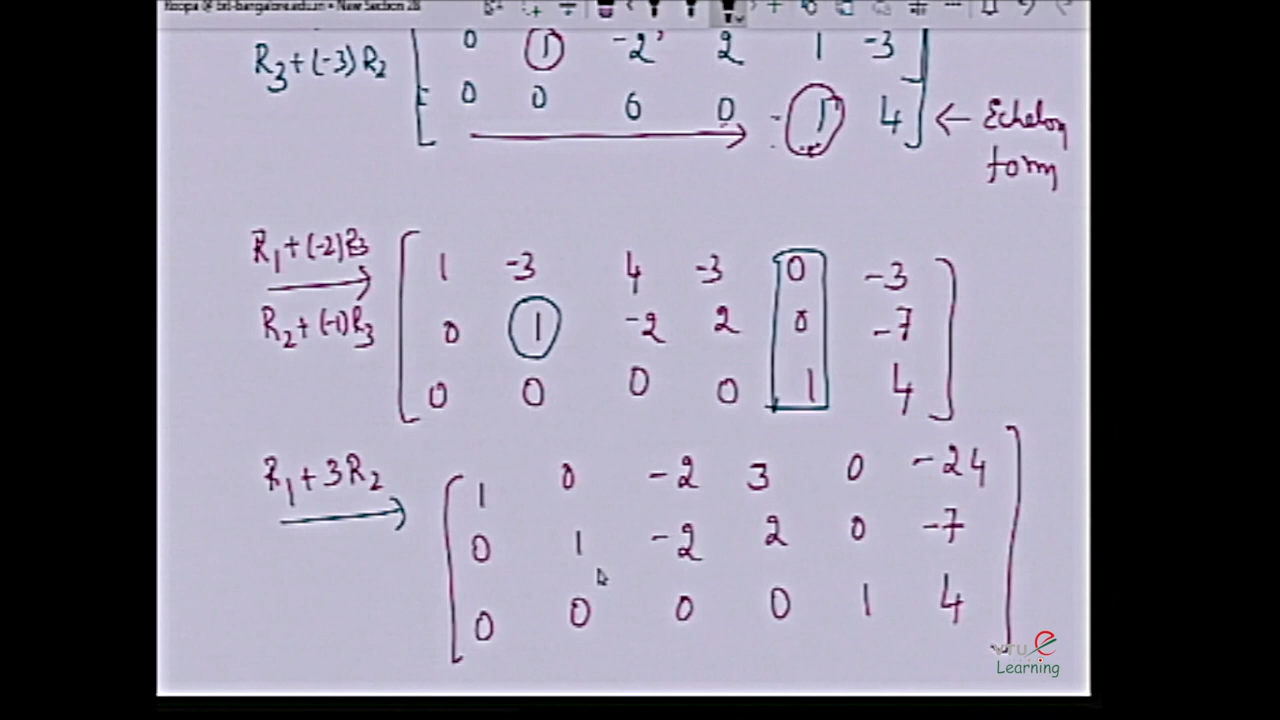 0 1 -2 2 1 -3
R3+(-3)R2
0 0 0 0 1 4 ← Echelon form
R1+(-2)R3
R2+(-1)R3
1 -3 4 -3 0 -3
0 1 -2 2 0 -7
0 0 0 0 1 4
R1+3R2
1 0 -2 3 0 -24
0 1 -2 2 0 -7
0 0 0 0 1 4
VTU e
Learning